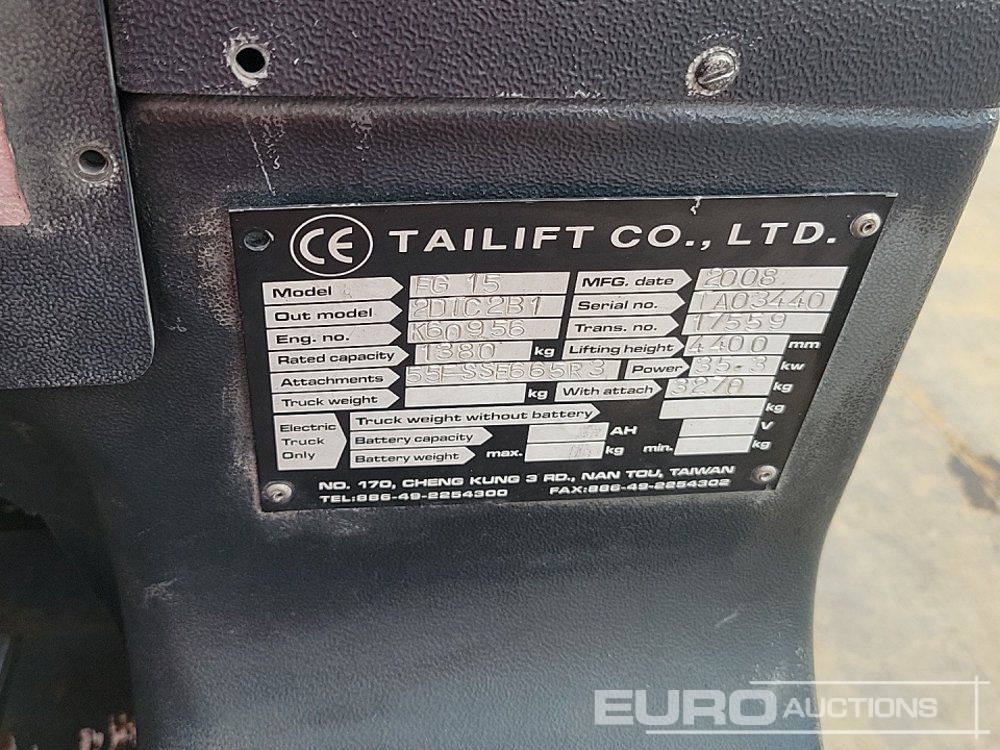 CE TAILIFT CO., LTD.
Model FG 15 MFG. date 2008
Out model 2D1C2B1 Serial no. TA03440
Eng. no. K60956 Trans. no. 17559
Rated capacity 1380 kg Lifting height 4400 mm
Attachments 55FSSE665R3 Power 35.3 kw
Truck weight kg With attach 3270 kg
Electric Truck Only
Truck weight without battery kg
Battery capacity AH V
Battery weight max. kg min. kg
NO. 170, CHENG KUNG 3 RD., NAN TOU, TAIWAN
TEL:886-49-2254300 FAX:886-49-2254302
EURO AUCTIONS